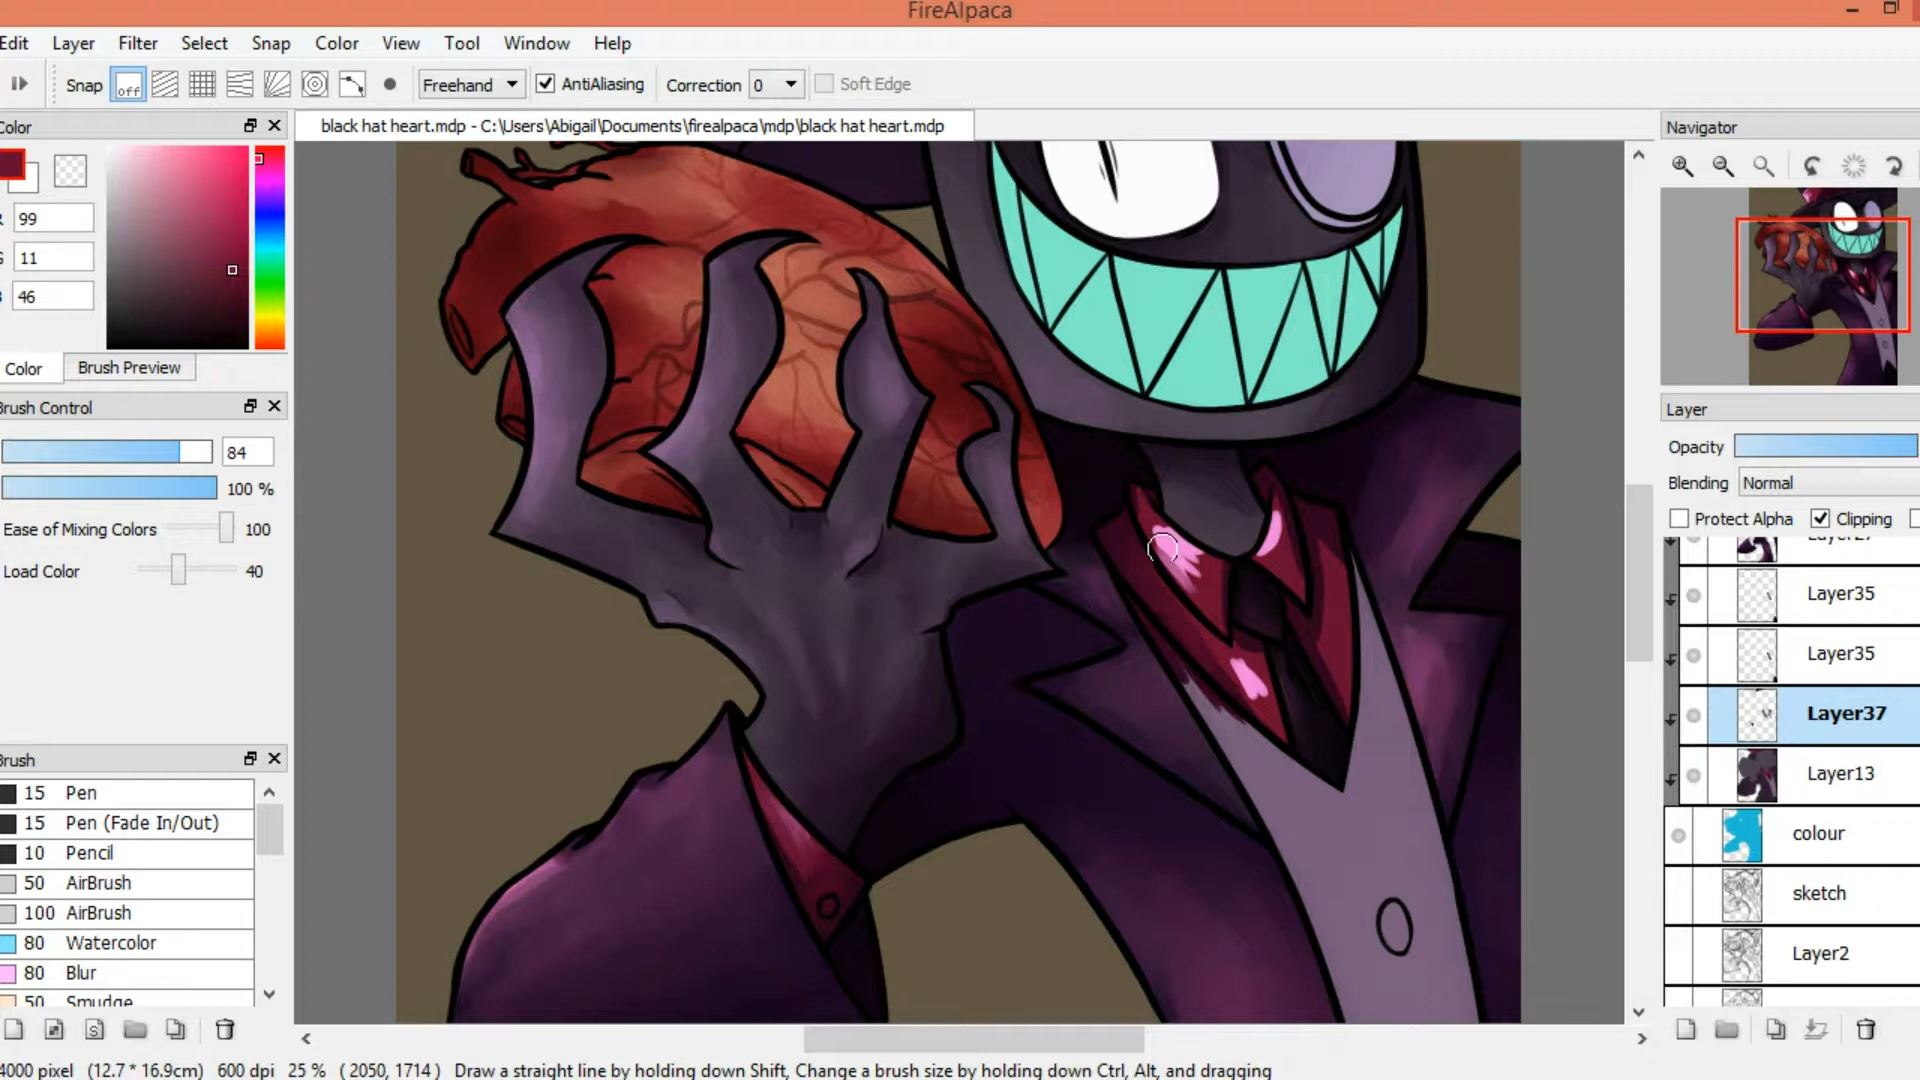 FireAlpaca
Edit Layer Filter Select Snap Color View Tool Window Help
Snap off Freehand AntiAliasing Correction 0 Soft Edge
Color
black hat heart.mdp - C:\Users\Abigail\Documents\firealpaca\mdp\black hat heart.mdp
Navigator
R 99
G 11
B 46
Color Brush Preview
Brush Control
84
100 %
Ease of Mixing Colors 100
Load Color 40
Brush
15 Pen
15 Pen (Fade In/Out)
10 Pencil
50 AirBrush
100 AirBrush
80 Watercolor
80 Blur
50 Smudge
Layer
Opacity
Blending Normal
Protect Alpha Clipping
Layer27
Layer35
Layer35
Layer37
Layer13
colour
sketch
Layer2
4000 pixel (12.7 * 16.9cm) 600 dpi 25 % ( 2050, 1714 ) Draw a straight line by holding down Shift, Change a brush size by holding down Ctrl, Alt, and dragging